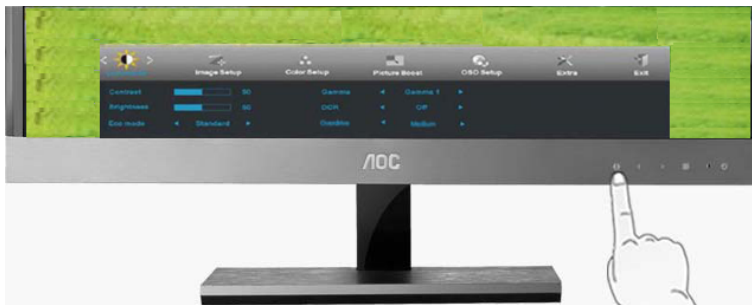 < >
Luminance Image Setup Color Setup Picture Boost OSD Setup Extra Exit
Contrast 50 Gamma Gamma 1
Brightness 50 DCR Off
Eco mode Standard Overdrive Medium
AOC